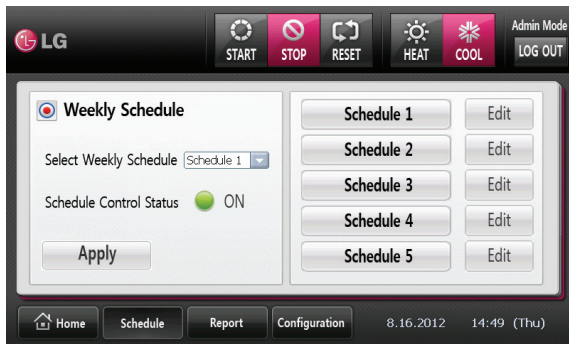 LG
START STOP RESET HEAT COOL
Admin Mode
LOG OUT
Weekly Schedule
Select Weekly Schedule Schedule 1
Schedule Control Status ON
Apply
Schedule 1 Edit
Schedule 2 Edit
Schedule 3 Edit
Schedule 4 Edit
Schedule 5 Edit
Home Schedule Report Configuration 8.16.2012 14:49 (Thu)